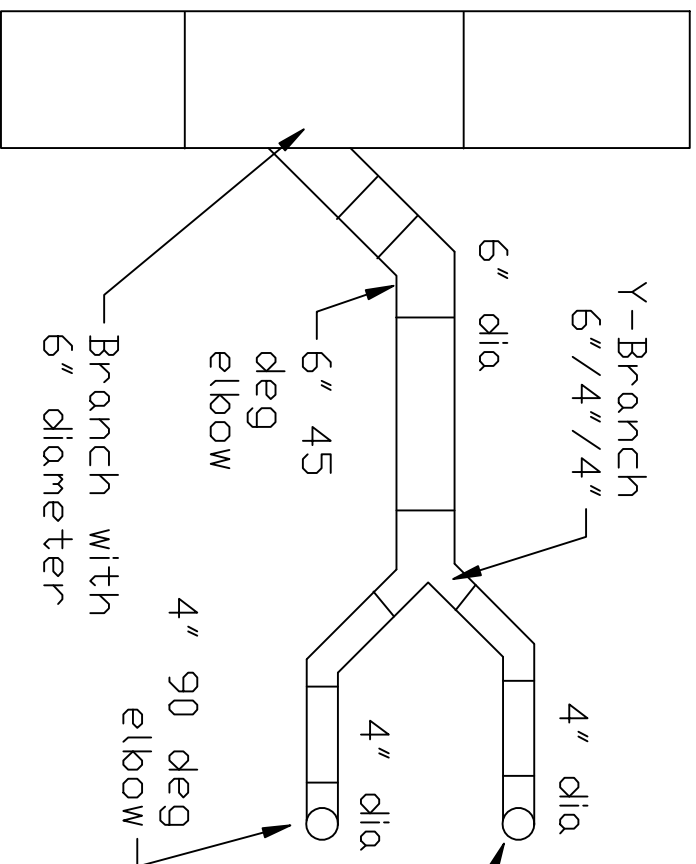 Y-Branch
6"/4"/4"
6" dia
4" dia
6" 45
deg
elbow
4" dia
4" 90 deg
elbow
Branch with
6" diameter